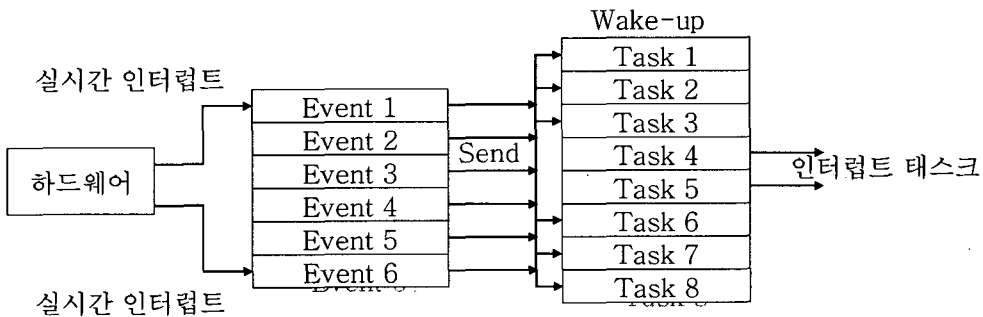 Wake-up
실시간 인터럽트
하드웨어
실시간 인터럽트
Event 1
Event 2
Event 3
Event 4
Event 5
Event 6
Send
Task 1
Task 2
Task 3
Task 4
Task 5
Task 6
Task 7
Task 8
인터럽트 태스크